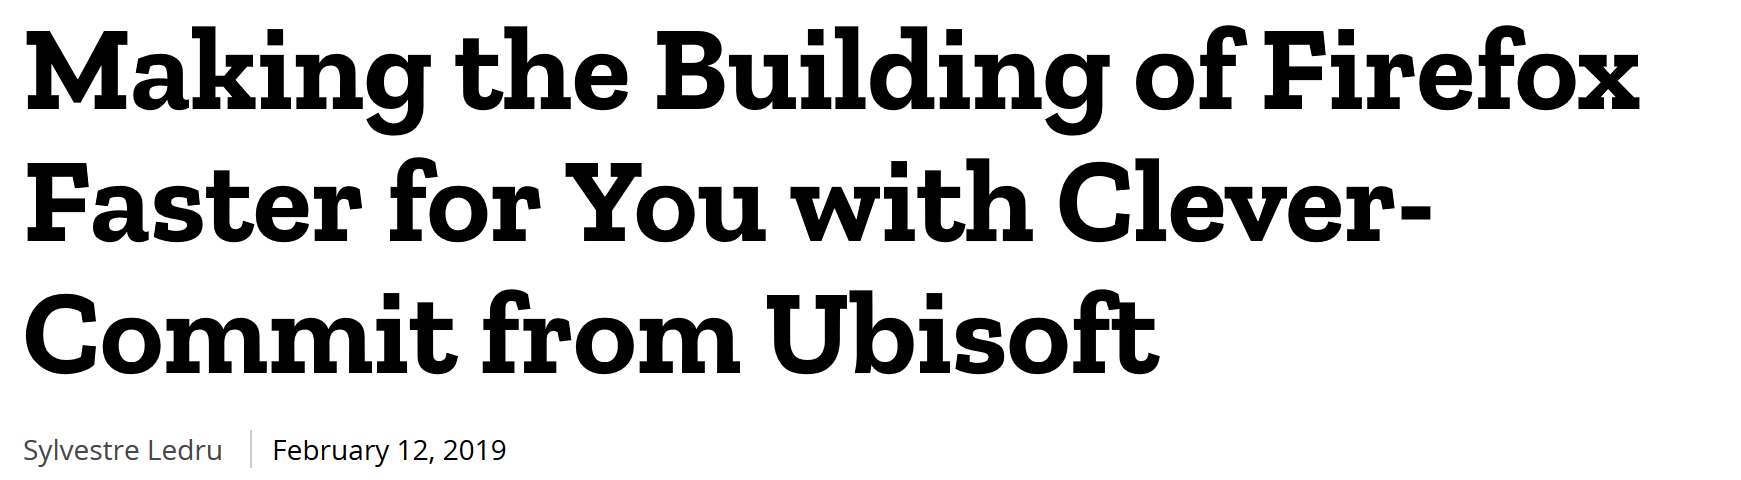 Making the Building of Firefox
Faster for You with Clever-
Commit from Ubisoft
Sylvestre Ledru
February 12, 2019